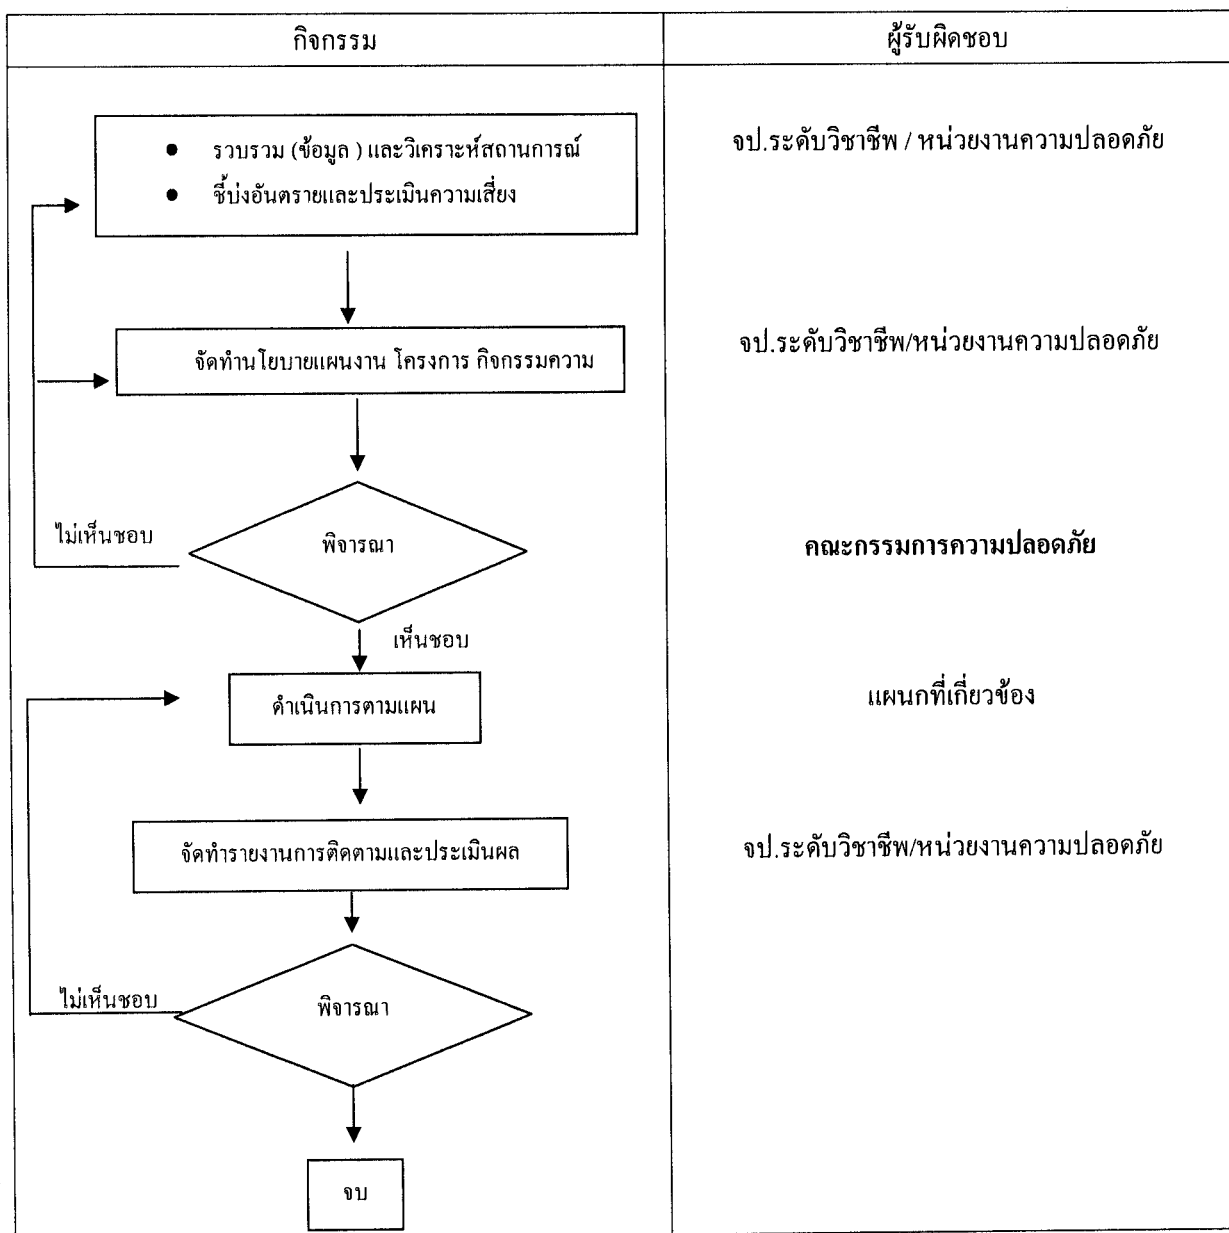 กิจกรรม
ผู้รับผิดชอบ
● รวบรวม (ข้อมูล ) และวิเคราะห์สถานการณ์
● ชี้บ่งอันตรายและประเมินความเสี่ยง
จป.ระดับวิชาชีพ / หน่วยงานความปลอดภัย
จัดทำนโยบายแผนงาน โครงการ กิจกรรมความ
จป.ระดับวิชาชีพ/หน่วยงานความปลอดภัย
ไม่เห็นชอบ
พิจารณา
คณะกรรมการความปลอดภัย
เห็นชอบ
ดำเนินการตามแผน
แผนกที่เกี่ยวข้อง
จัดทำรายงานการติดตามและประเมินผล
จป.ระดับวิชาชีพ/หน่วยงานความปลอดภัย
ไม่เห็นชอบ
พิจารณา
จบ